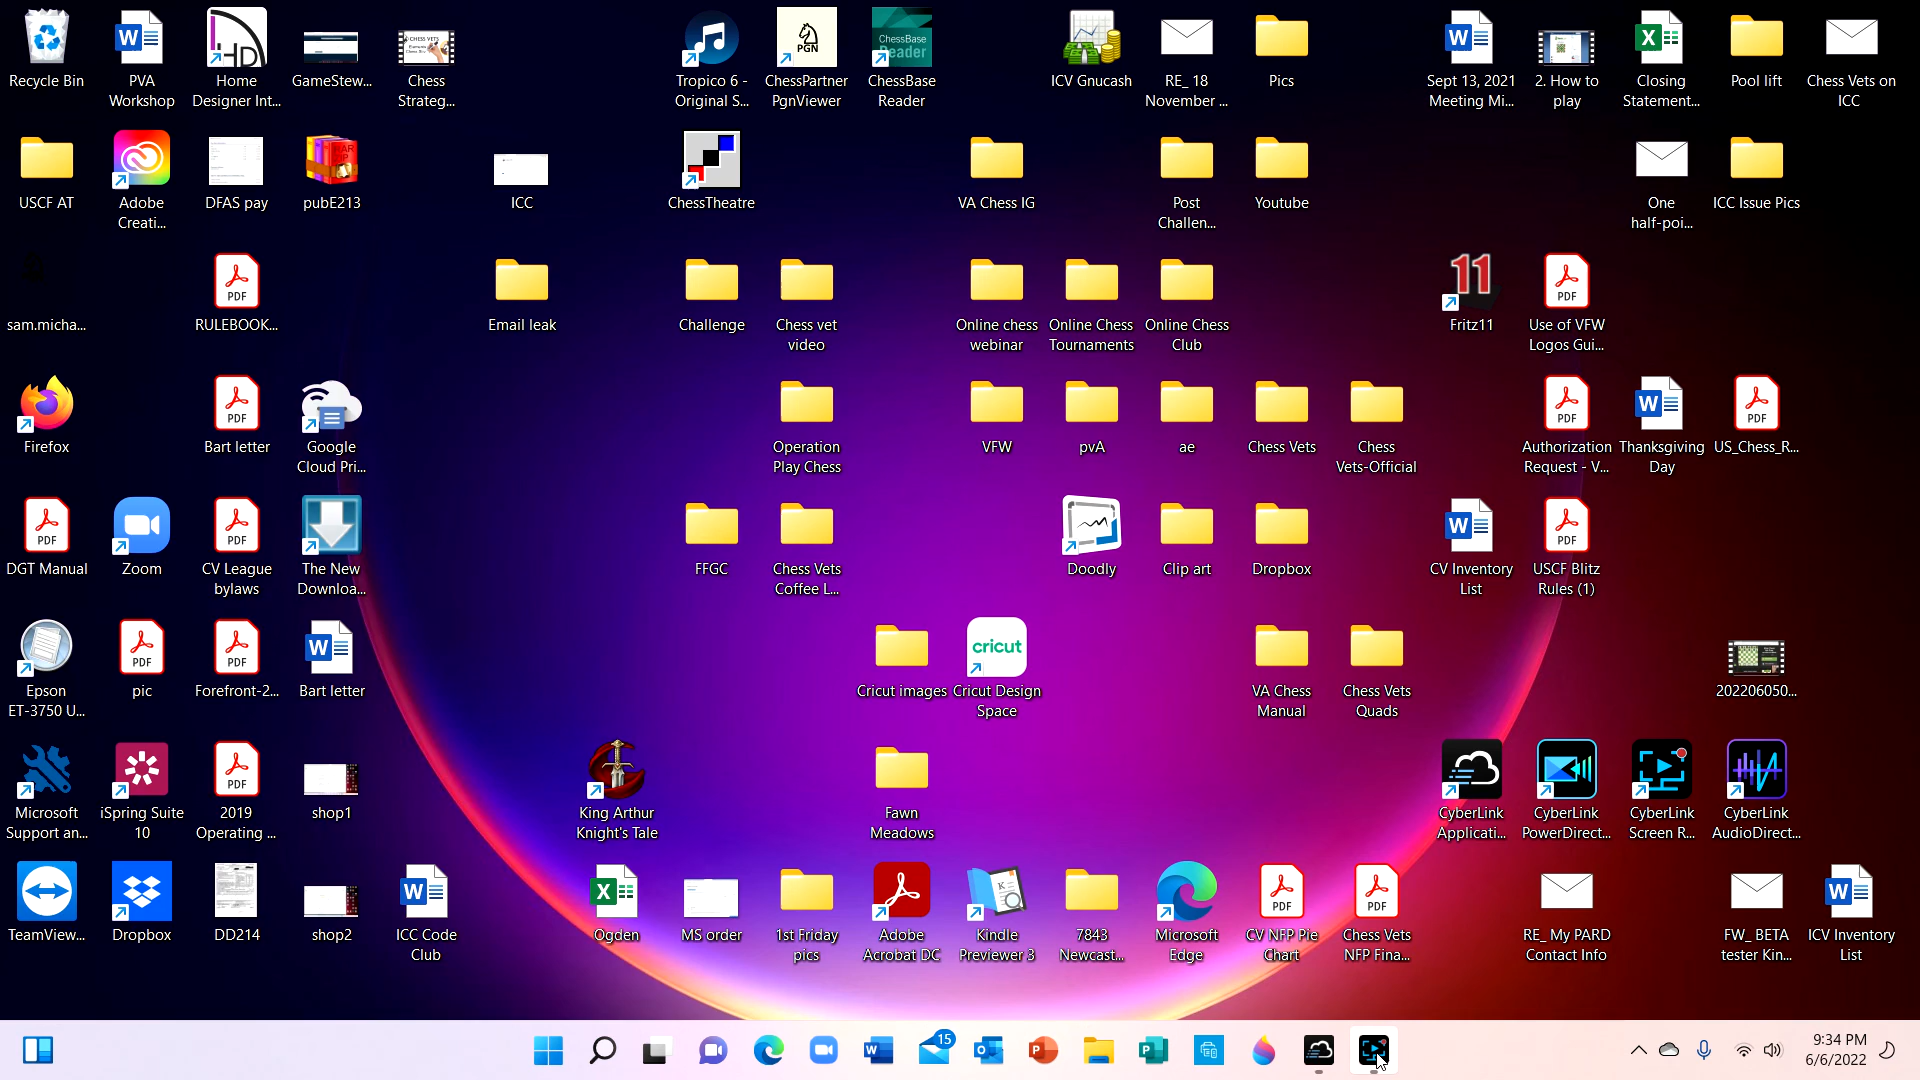 Recycle Bin
PVA Workshop
Home Designer Int...
GameStew...
Chess Strateg...
Tropico 6 - Original S...
ChessPartner PgnViewer
ChessBase Reader
ICV Gnucash
RE_ 18 November ...
Pics
Sept 13, 2021 Meeting Mi...
2. How to play
Closing Statement...
Pool lift
Chess Vets on ICC
USCF AT
Adobe Creati...
DFAS pay
pubE213
ICC
ChessTheatre
VA Chess IG
Post Challen...
Youtube
One half-poi...
ICC Issue Pics
sam.micha...
RULEBOOK...
Email leak
Challenge
Chess vet video
Online chess webinar
Online Chess Tournaments
Online Chess Club
Fritz11
Use of VFW Logos Gui...
Firefox
Bart letter
Google Cloud Pri...
Operation Play Chess
VFW
pvA
ae
Chess Vets
Chess Vets-Official
Authorization Request - V...
Thanksgiving Day
US_Chess_R...
DGT Manual
Zoom
CV League bylaws
The New Downloa...
FFGC
Chess Vets Coffee L...
Doodly
Clip art
Dropbox
CV Inventory List
USCF Blitz Rules (1)
Epson ET-3750 U...
pic
Forefront-2...
Bart letter
Cricut images
cricut
Cricut Design Space
VA Chess Manual
Chess Vets Quads
202206050...
Microsoft Support an...
iSpring Suite 10
2019 Operating ...
shop1
King Arthur Knight's Tale
Fawn Meadows
CyberLink Applicati...
CyberLink PowerDirect...
CyberLink Screen R...
CyberLink AudioDirect...
TeamView...
Dropbox
DD214
shop2
ICC Code Club
Ogden
MS order
1st Friday pics
Adobe Acrobat DC
Kindle Previewer 3
7843 Newcast...
Microsoft Edge
CV NFP Pie Chart
Chess Vets NFP Fina...
RE_ My PARD Contact Info
FW_ BETA tester Kin...
ICV Inventory List
15
9:34 PM
6/6/2022